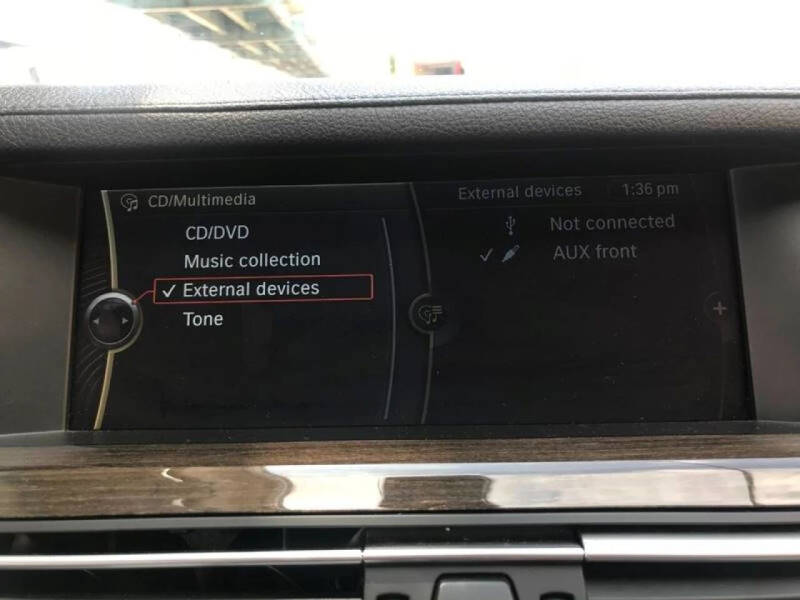 CD/Multimedia
CD/DVD
Music collection
External devices
Tone
External devices 1:36 pm
Not connected
AUX front